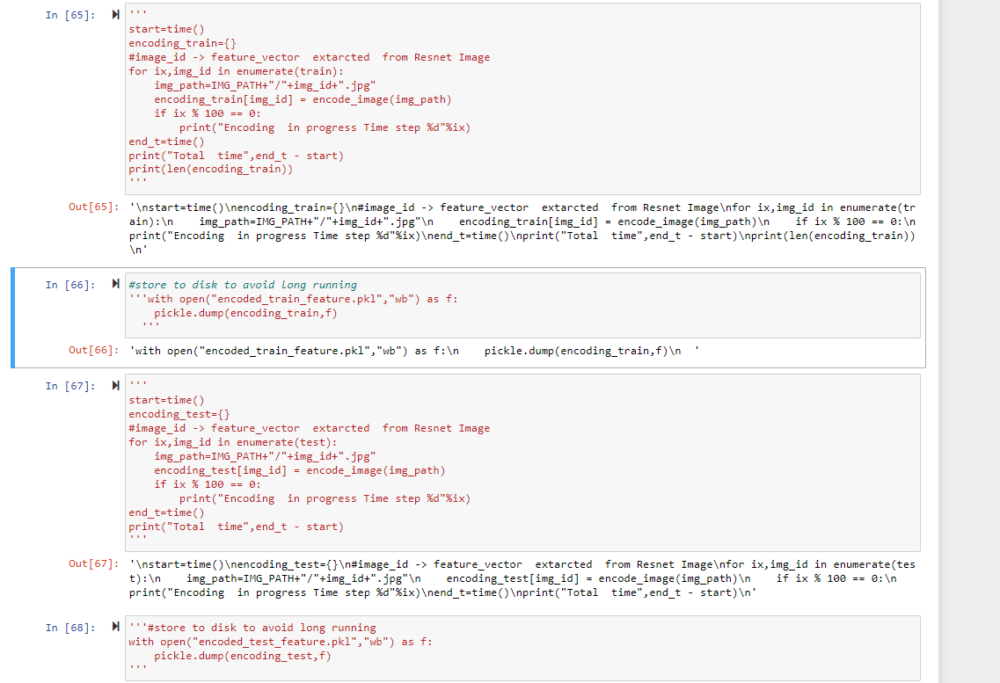 In [65]:
'''
start=time()
encoding_train={}
#image_id -> feature_vector  extarcted  from Resnet Image
for ix,img_id in enumerate(train):
    img_path=IMG_PATH+"/"+img_id+".jpg"
    encoding_train[img_id] = encode_image(img_path)
    if ix % 100 == 0:
        print("Encoding  in progress Time step %d"%ix)
end_t=time()
print("Total  time",end_t - start)
print(len(encoding_train))
'''
Out[65]:
'\nstart=time()\nencoding_train={}\n#image_id -> feature_vector  extarcted  from Resnet Image\nfor ix,img_id in enumerate(tr
ain):\n    img_path=IMG_PATH+"/"+img_id+".jpg"\n    encoding_train[img_id] = encode_image(img_path)\n    if ix % 100 == 0:\n
print("Encoding  in progress Time step %d"%ix)\nend_t=time()\nprint("Total  time",end_t - start)\nprint(len(encoding_train))
\n'
In [66]:
#store to disk to avoid long running
'''with open("encoded_train_feature.pkl","wb") as f:
    pickle.dump(encoding_train,f)
  '''
Out[66]:
'with open("encoded_train_feature.pkl","wb") as f:\n    pickle.dump(encoding_train,f)\n  '
In [67]:
'''
start=time()
encoding_test={}
#image_id -> feature_vector  extarcted  from Resnet Image
for ix,img_id in enumerate(test):
    img_path=IMG_PATH+"/"+img_id+".jpg"
    encoding_test[img_id] = encode_image(img_path)
    if ix % 100 == 0:
        print("Encoding  in progress Time step %d"%ix)
end_t=time()
print("Total  time",end_t - start)
'''
Out[67]:
'\nstart=time()\nencoding_test={}\n#image_id -> feature_vector  extarcted  from Resnet Image\nfor ix,img_id in enumerate(tes
t):\n    img_path=IMG_PATH+"/"+img_id+".jpg"\n    encoding_test[img_id] = encode_image(img_path)\n    if ix % 100 == 0:\n
print("Encoding  in progress Time step %d"%ix)\nend_t=time()\nprint("Total  time",end_t - start)\n'
In [68]:
'''#store to disk to avoid long running
with open("encoded_test_feature.pkl","wb") as f:
    pickle.dump(encoding_test,f)
'''